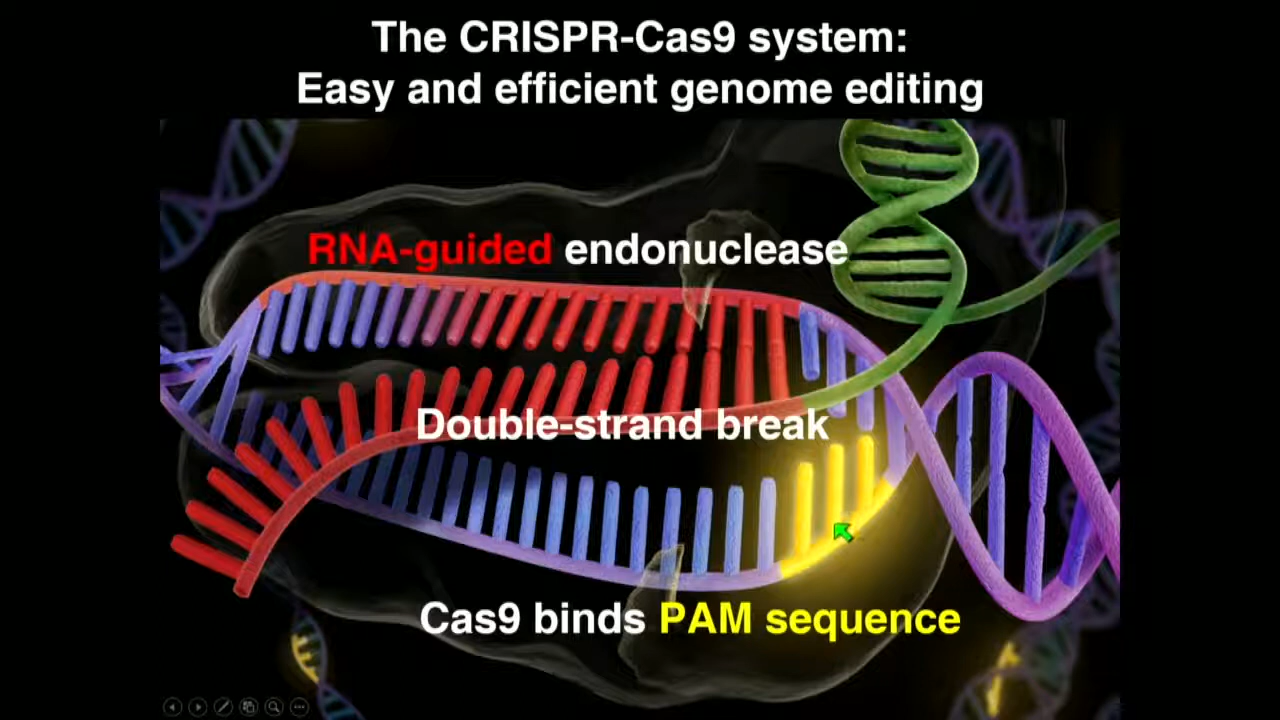 The CRISPR-Cas9 system:
Easy and efficient genome editing
RNA-guided endonuclease
Double-strand break
Cas9 binds PAM sequence